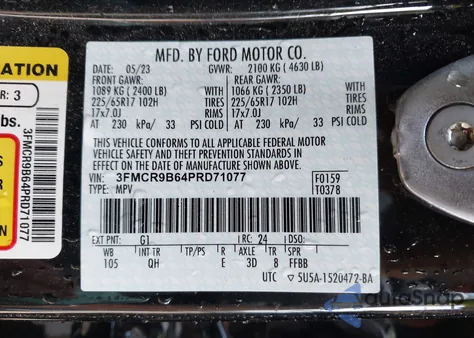 MFD. BY FORD MOTOR CO.
DATE: 05/23 GVWR: 2100 KG ( 4630 LB)
FRONT GAWR: REAR GAWR:
1089 KG ( 2400 LB) 1066 KG ( 2350 LB)
225/65R17 102H TIRES 225/65R17 102H TIRES
17x7.0J RIMS 17x7.0J RIMS
AT 230 kPa/ 33 PSI COLD AT 230 kPa/ 33 PSI COLD
THIS VEHICLE CONFORMS TO ALL APPLICABLE FEDERAL MOTOR
VEHICLE SAFETY AND THEFT PREVENTION STANDARDS IN
EFFECT ON THE DATE OF MANUFACTURE SHOWN ABOVE.
VIN: 3FMCR9B64PRD71077 F0159
TYPE: MPV T0378
EXT PNT: G1 RC: 24 DSO:
WB TP/PS R AXLE TR SPR
105 QH E 3D 8 FFBB
UTC 5U5A-1520472-BA
ATION
R: 3
bs.
3FMCR9B64PRD71077
AutoSnap